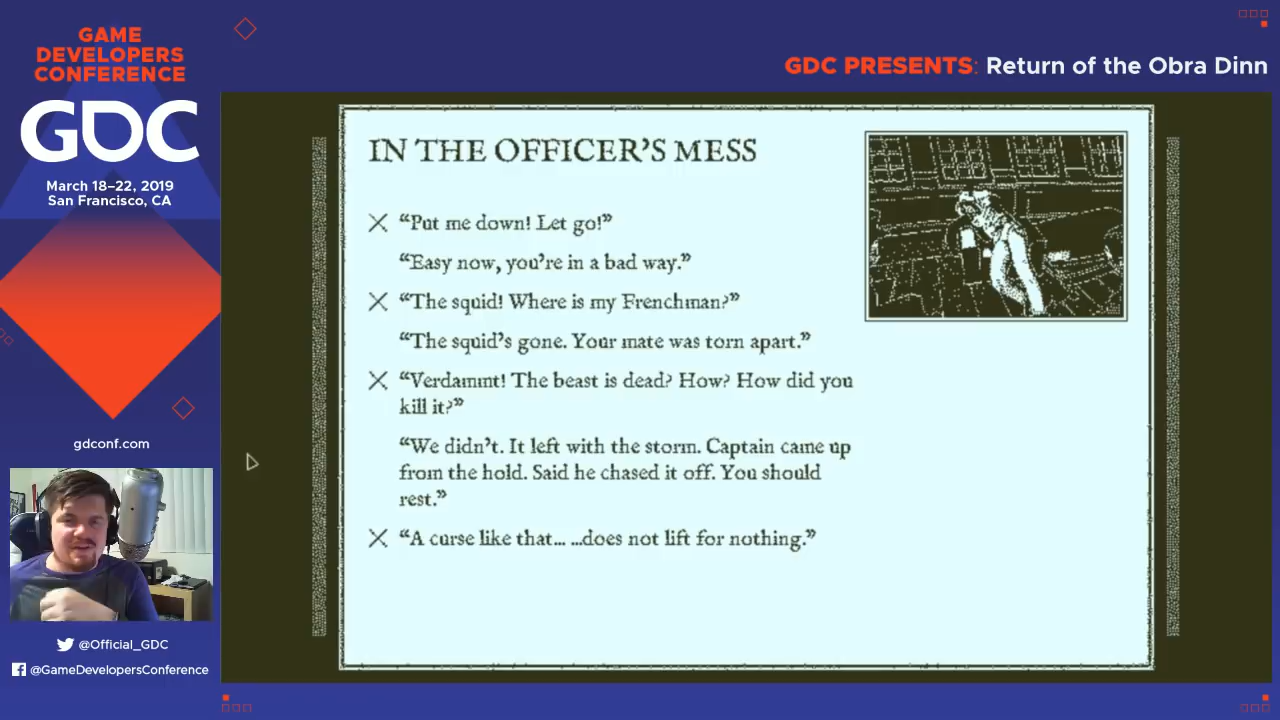 GAME
DEVELOPERS
CONFERENCE
GDC
March 18–22, 2019
San Francisco, CA
gdconf.com
@Official_GDC
@GameDevelopersConference
GDC PRESENTS: Return of the Obra Dinn
IN THE OFFICER'S MESS
“Put me down! Let go!”
“Easy now, you're in a bad way.”
“The squid! Where is my Frenchman?”
“The squid's gone. Your mate was torn apart.”
“Verdammt! The beast is dead? How? How did you
kill it?”
“We didn't. It left with the storm. Captain came up
from the hold. Said he chased it off. You should
rest.”
“A curse like that... ...does not lift for nothing.”